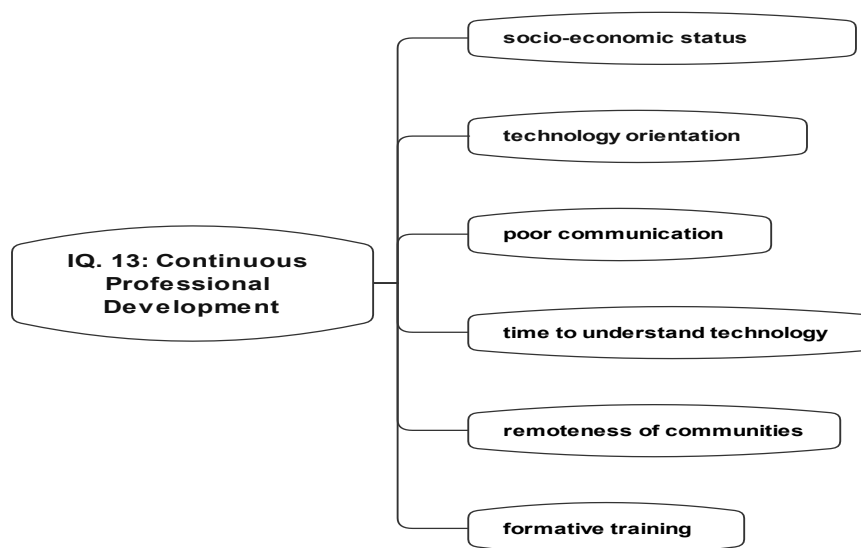 socio-economic status
technology orientation
poor communication
IQ. 13: Continuous
Professional
Development
time to understand technology
remoteness of communities
formative training